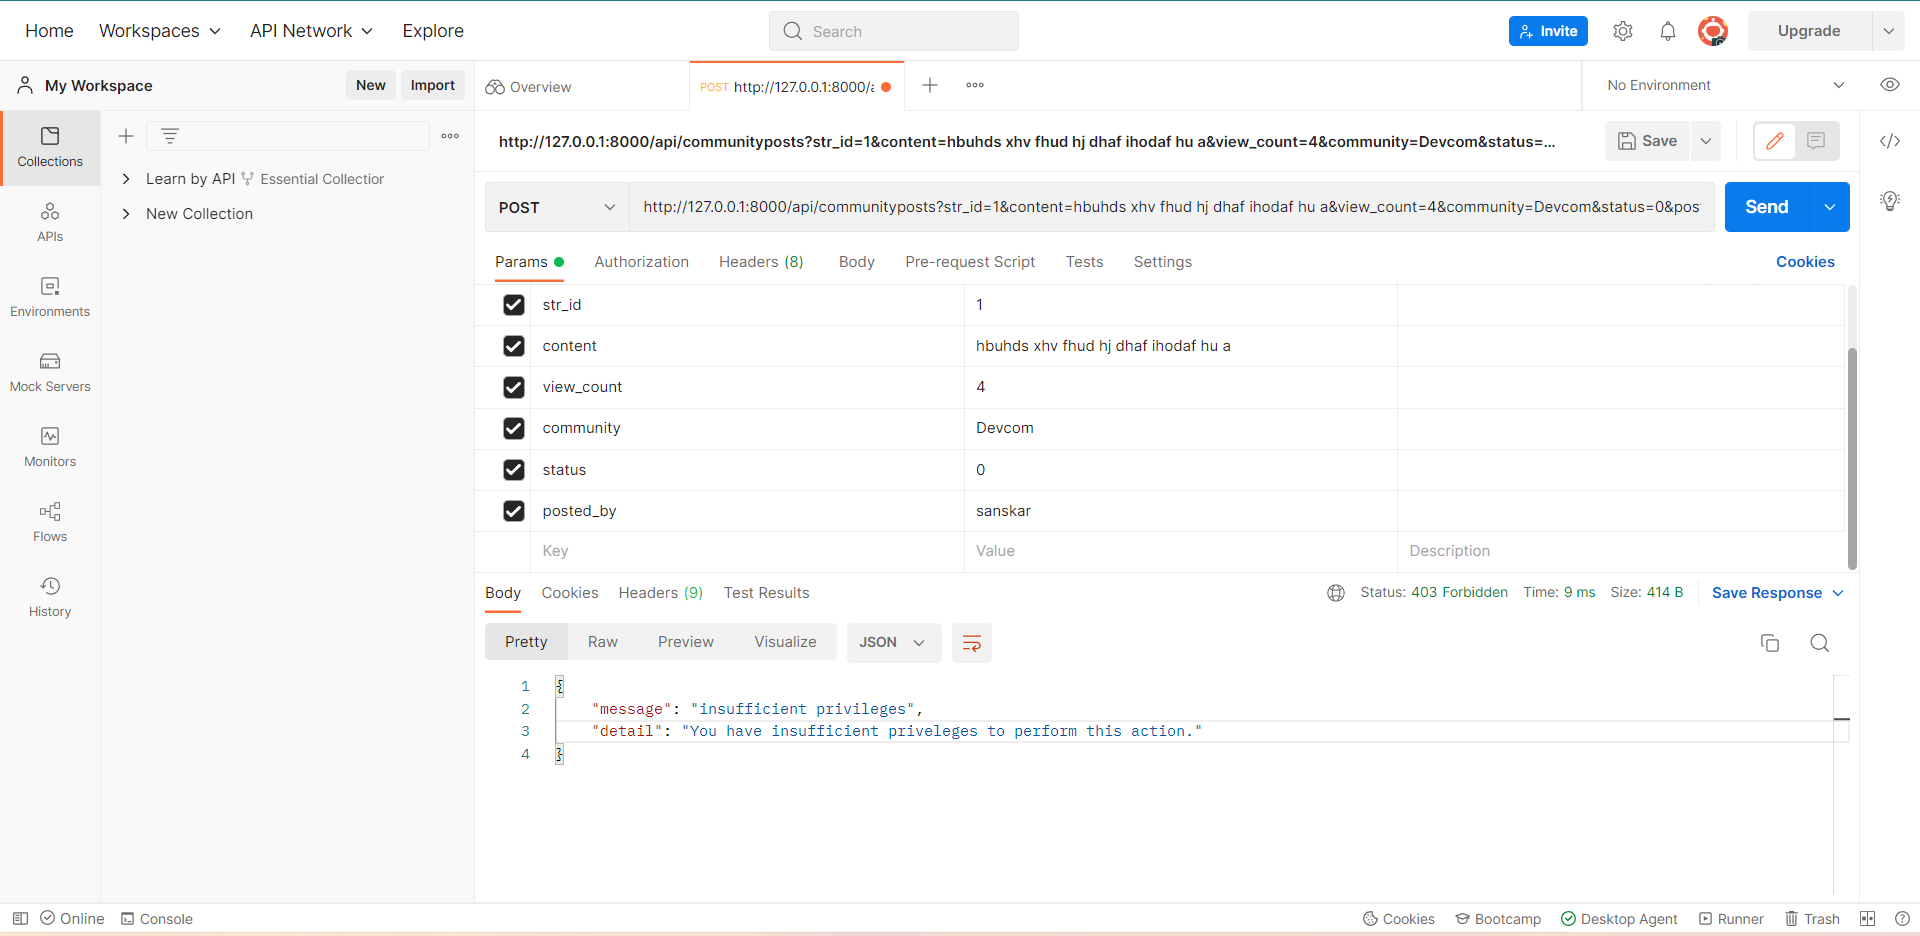 Home Workspaces API Network Explore Search Invite Upgrade
My Workspace New Import Overview POST http://127.0.0.1:8000/a No Environment
http://127.0.0.1:8000/api/communityposts?str_id=1&content=hbuhds xhv fhud hj dhaf ihodaf hu a&view_count=4&community=Devcom&status=... Save
Collections
Learn by API Essential Collection
New Collection
APIs
Environments
Mock Servers
Monitors
Flows
History
POST http://127.0.0.1:8000/api/communityposts?str_id=1&content=hbuhds xhv fhud hj dhaf ihodaf hu a&view_count=4&community=Devcom&status=0&pos Send
Params Authorization Headers (8) Body Pre-request Script Tests Settings Cookies
str_id 1
content hbuhds xhv fhud hj dhaf ihodaf hu a
view_count 4
community Devcom
status 0
posted_by sanskar
Key Value Description
Body Cookies Headers (9) Test Results Status: 403 Forbidden Time: 9 ms Size: 414 B Save Response
Pretty Raw Preview Visualize JSON
1 {
2 "message": "insufficient privileges",
3 "detail": "You have insufficient priveleges to perform this action."
4 }
Online Console Cookies Bootcamp Desktop Agent Runner Trash